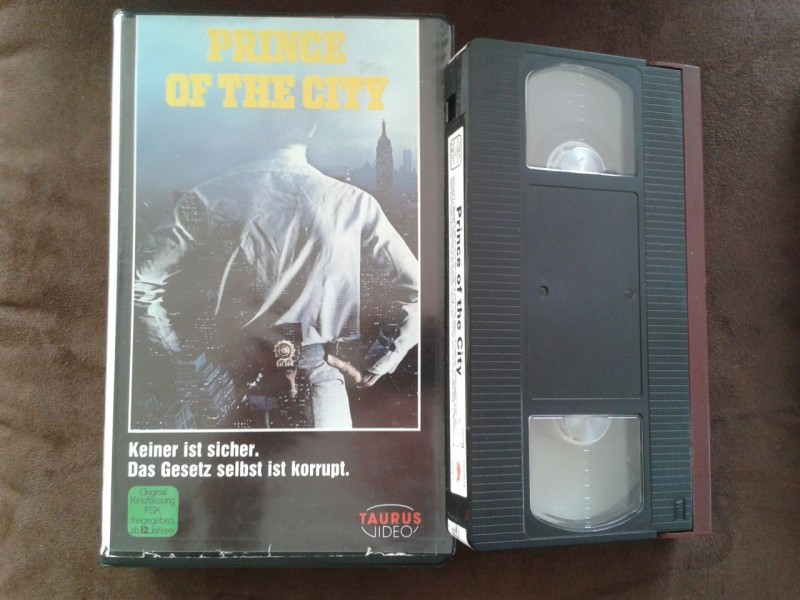 PRINCE
OF THE CITY
Keiner ist sicher.
Das Gesetz selbst ist korrupt.
Original
Kinofassung
FSK
freigegeben
ab 12 Jahren
TAURUS
VIDEO
Prince of the City